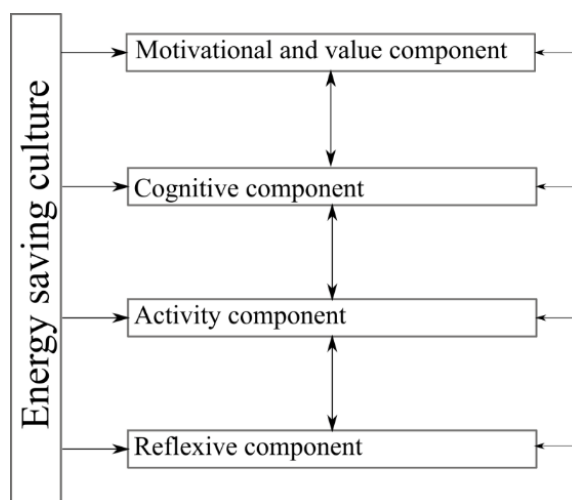 Energy saving culture
Motivational and value component
Cognitive component
Activity component
Reflexive component